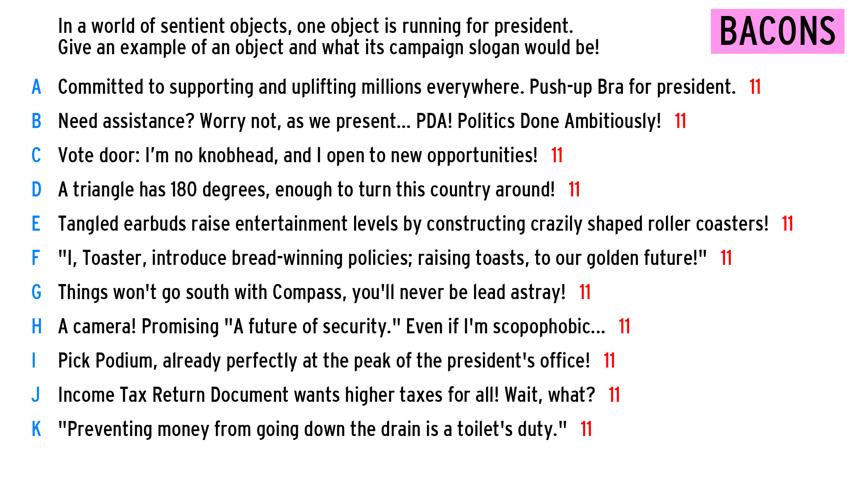 In a world of sentient objects, one object is running for president.
Give an example of an object and what its campaign slogan would be!
BACONS
A Committed to supporting and uplifting millions everywhere. Push-up Bra for president. 11
B Need assistance? Worry not, as we present... PDA! Politics Done Ambitiously! 11
C Vote door: I'm no knobhead, and I open to new opportunities! 11
D A triangle has 180 degrees, enough to turn this country around! 11
E Tangled earbuds raise entertainment levels by constructing crazily shaped roller coasters! 11
F "I, Toaster, introduce bread-winning policies; raising toasts, to our golden future!" 11
G Things won't go south with Compass, you'll never be lead astray! 11
H A camera! Promising "A future of security." Even if I'm scopophobic... 11
I Pick Podium, already perfectly at the peak of the president's office! 11
J Income Tax Return Document wants higher taxes for all! Wait, what? 11
K "Preventing money from going down the drain is a toilet's duty." 11